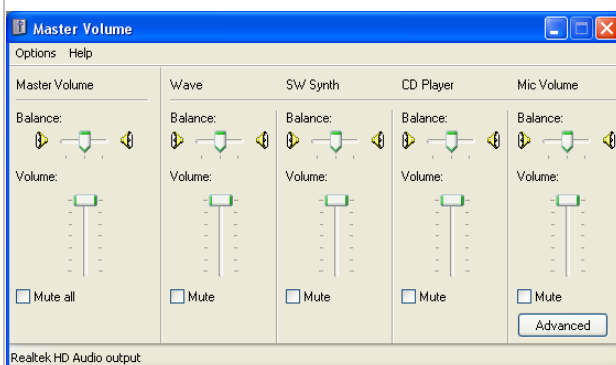 Master Volume
Options Help
Master Volume Wave SW Synth CD Player Mic Volume
Balance: Balance: Balance: Balance: Balance:
Volume: Volume: Volume: Volume: Volume:
Mute all Mute Mute Mute Mute
Advanced
Realtek HD Audio output